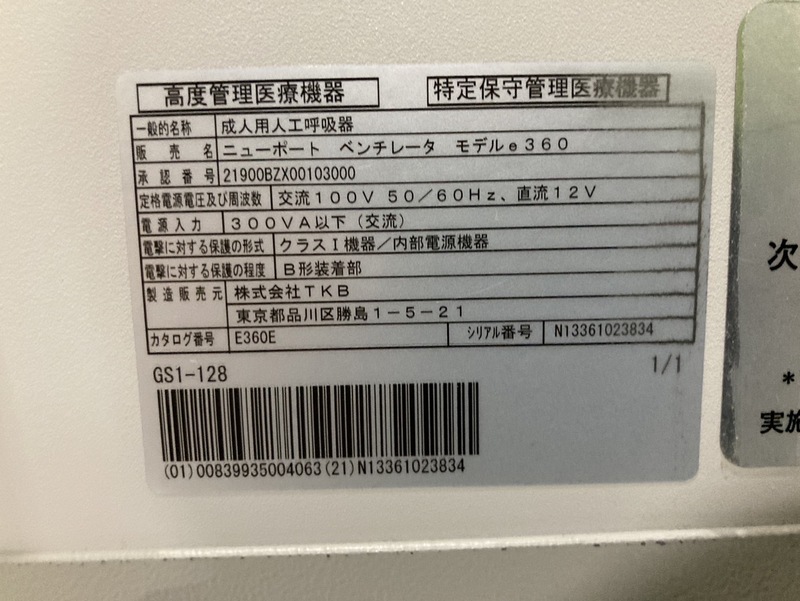 高度管理医療機器 特定保守管理医療機器
一般的名称 成人用人工呼吸器
販売名 ニューポート ベンチレータ モデルe360
承認番号 21900BZX00103000
定格電源電圧及び周波数 交流100V 50/60Hz、直流12V
電源入力 300VA以下(交流)
電撃に対する保護の形式 クラスⅠ機器/内部電源機器
電撃に対する保護の程度 B形装着部
製造販売元 株式会社TKB
東京都品川区勝島1-5-21
カタログ番号 E360E シリアル番号 N13361023834
1/1
GS1-128
(01)00839935004063(21)N13361023834
次
*
実施